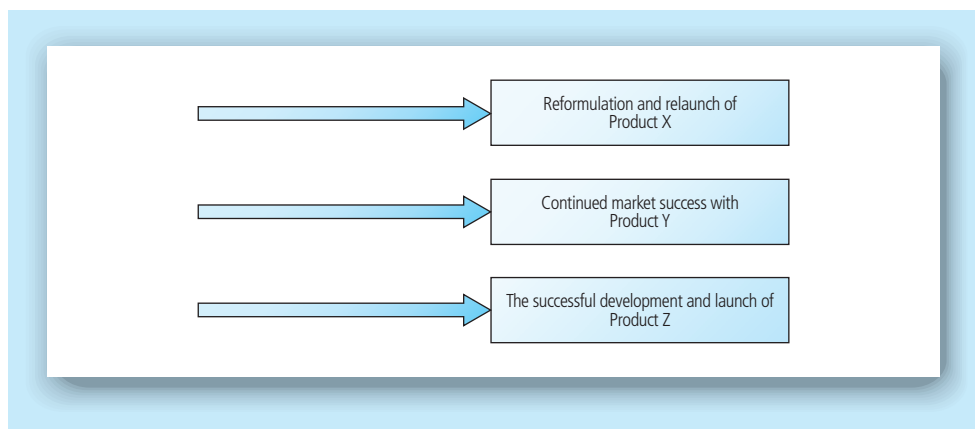 Reformulation and relaunch of
Product X
Continued market success with
Product Y
The successful development and launch of
Product Z